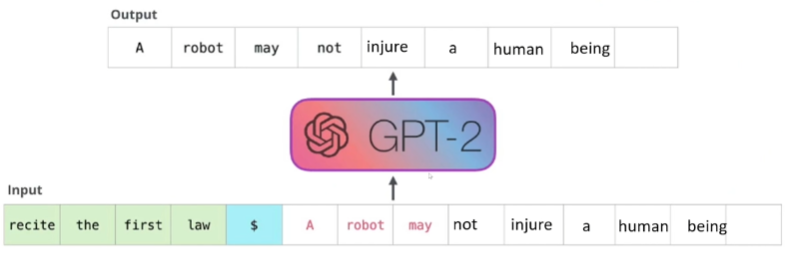 Output
A robot may not injure a human being
GPT-2
Input
recite the first law $ A robot may not injure a human being